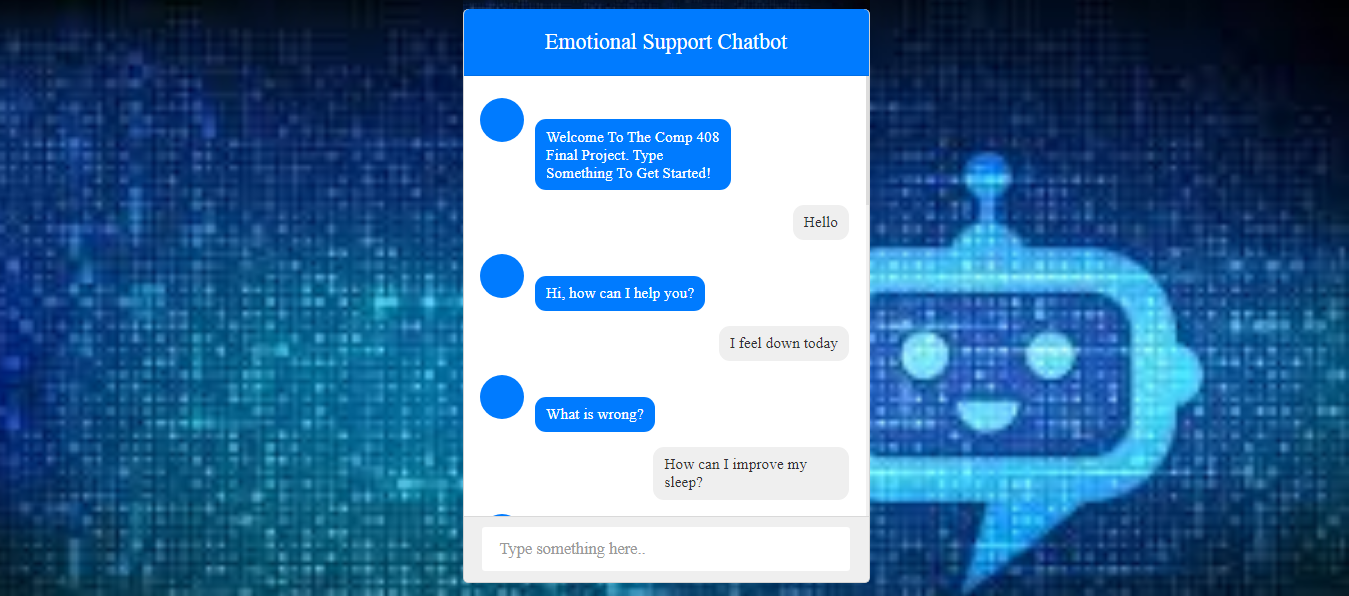 Emotional Support Chatbot
Welcome To The Comp 408
Final Project. Type
Something To Get Started!
Hello
Hi, how can I help you?
I feel down today
What is wrong?
How can I improve my
sleep?
Type something here..